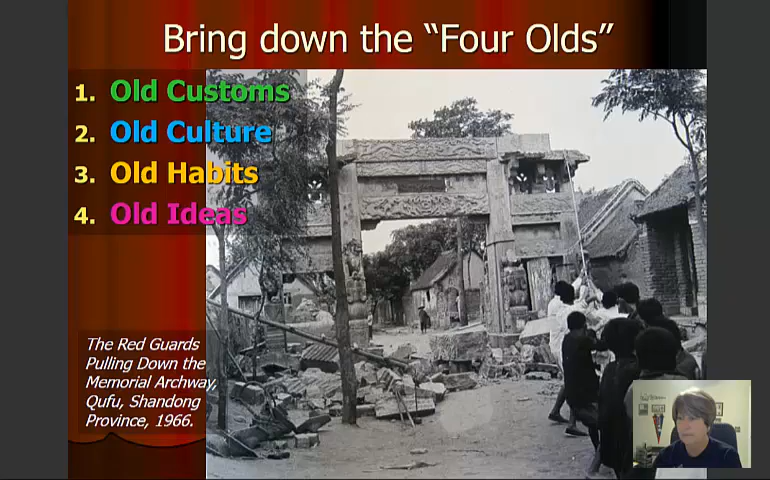 Bring down the “Four Olds”
1. Old Customs
2. Old Culture
3. Old Habits
4. Old Ideas
The Red Guards
Pulling Down the
Memorial Archway,
Qufu, Shandong
Province, 1966.